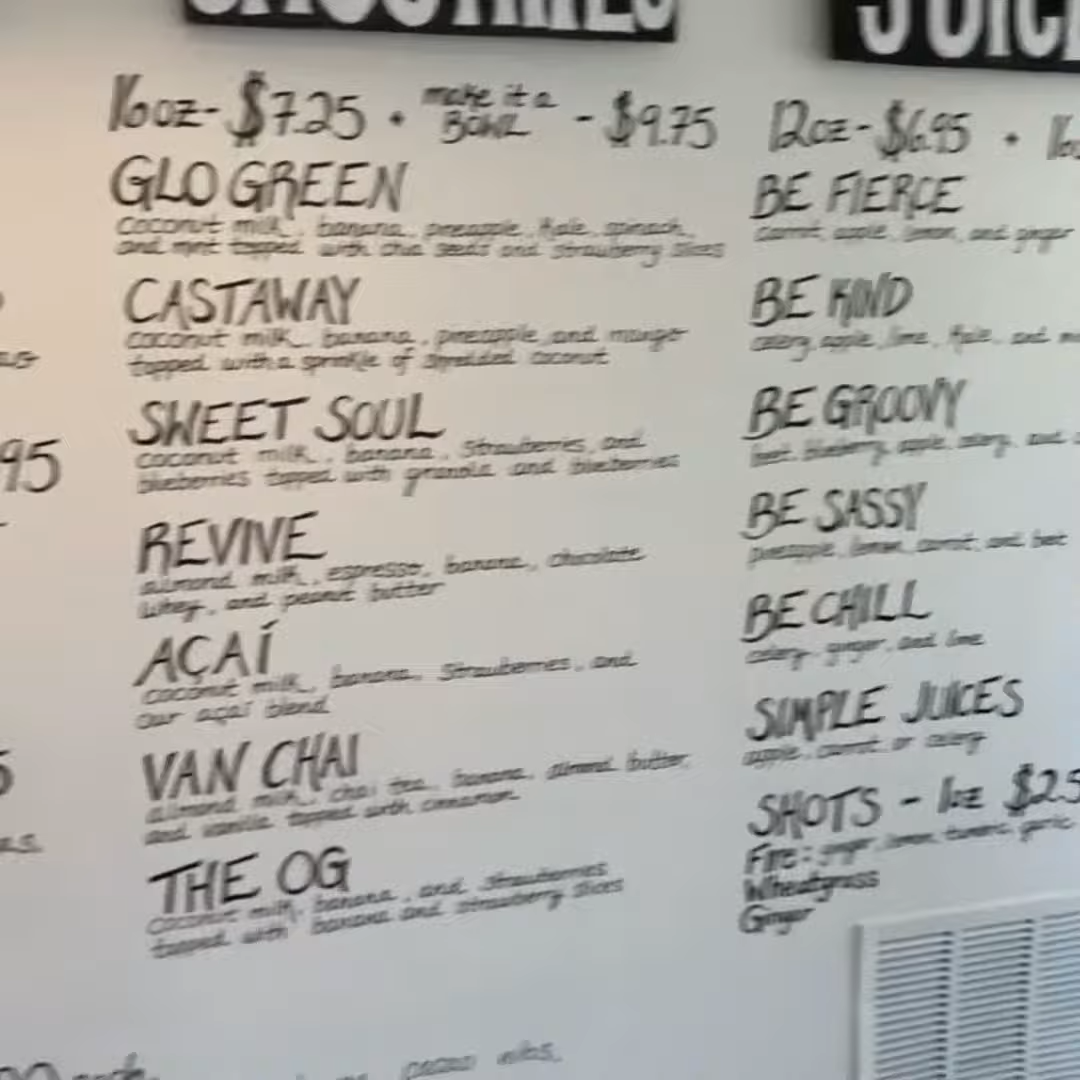 SMOOTHIES
16oz - $7.25 • make it a BOWL - $9.75
GLO GREEN
coconut milk, banana, pineapple, kale, spinach,
and mint topped with chia seeds and strawberry slices
CASTAWAY
coconut milk, banana, pineapple, and mango
topped with a sprinkle of shredded coconut
SWEET SOUL
coconut milk, banana, strawberries, and
blueberries topped with granola and blueberries
REVIVE
almond milk, espresso, banana, chocolate
whey, and peanut butter
AÇAÍ
coconut milk, banana, strawberries, and
our açaí blend
VAN CHAI
almond milk, chai tea, banana, almond butter,
and vanilla topped with cinnamon
THE OG
coconut milk, banana, and strawberries
topped with banana and strawberry slices
JUIC
12oz - $6.95 •
BE FIERCE
carrot, apple, lemon, and ginger
BE KIND
celery, apple, lime, kale, and
BE GROOVY
beet, blueberry, apple, celery, and
BE SASSY
pineapple, lemon, carrot, and beet
BE CHILL
celery, ginger, and lime
SIMPLE JUICES
apple, carrot, or celery
SHOTS - 1oz $2.5
Fire: ginger, lemon, tumeric, garlic
Wheatgrass
Ginger
95
cacao nibs,